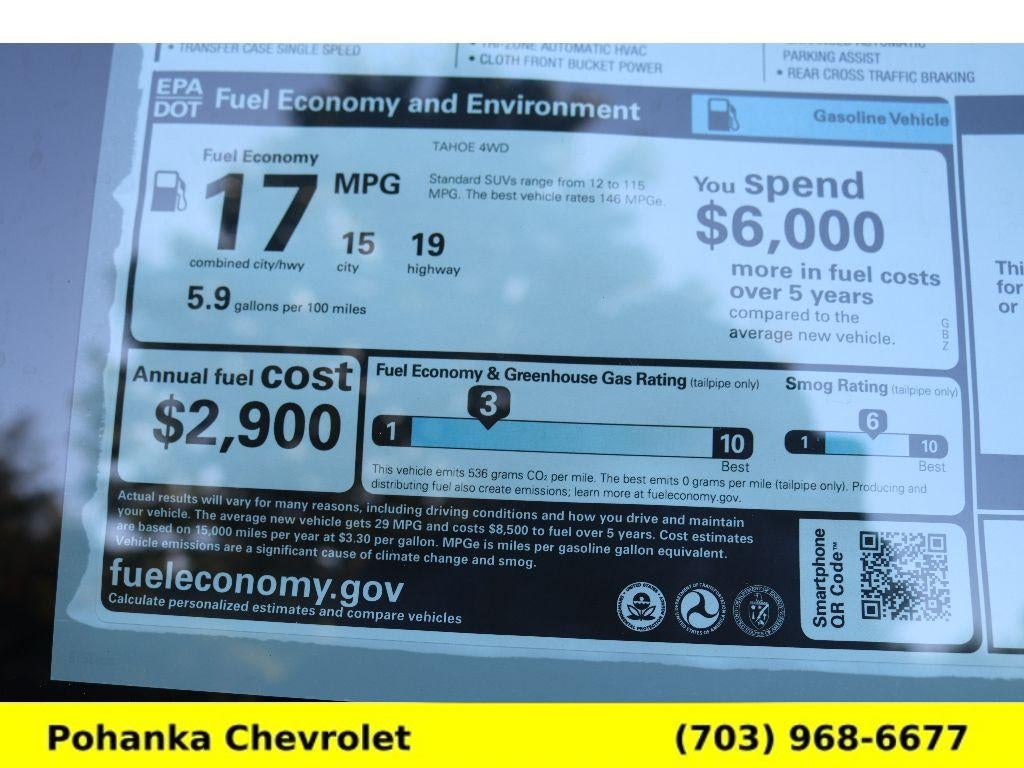 • TRANSFER CASE SINGLE SPEED
AUTOMATIC HVAC
• CLOTH FRONT BUCKET POWER
PARKING ASSIST
• REAR CROSS TRAFFIC BRAKING
EPA
DOT
Fuel Economy and Environment
Gasoline Vehicle
TAHOE 4WD
Fuel Economy
17 MPG
Standard SUVs range from 12 to 115
MPG. The best vehicle rates 146 MPGe.
15
city
19
highway
combined city/hwy
5.9 gallons per 100 miles
You spend
$6,000
more in fuel costs
over 5 years
compared to the
average new vehicle.
G
B
Z
Thi
for
or
Annual fuel cost
$2,900
Fuel Economy & Greenhouse Gas Rating (tailpipe only)
3
1
10
Best
Smog Rating (tailpipe only)
6
1
10
Best
This vehicle emits 536 grams CO₂ per mile. The best emits 0 grams per mile (tailpipe only). Producing and
distributing fuel also create emissions; learn more at fueleconomy.gov.
Actual results will vary for many reasons, including driving conditions and how you drive and maintain
your vehicle. The average new vehicle gets 29 MPG and costs $8,500 to fuel over 5 years. Cost estimates
are based on 15,000 miles per year at $3.30 per gallon. MPGe is miles per gasoline gallon equivalent.
Vehicle emissions are a significant cause of climate change and smog.
fueleconomy.gov
Calculate personalized estimates and compare vehicles
Smartphone
QR Code™
Pohanka Chevrolet
(703) 968-6677